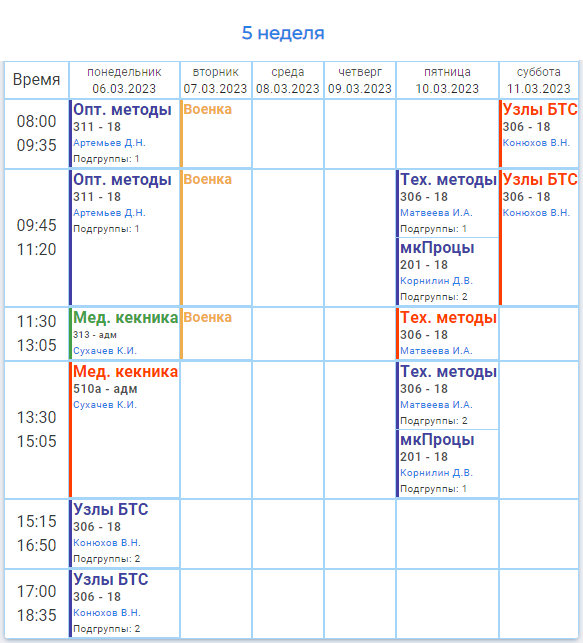 5 неделя
Время
понедельник
06.03.2023
вторник
07.03.2023
среда
08.03.2023
четверг
09.03.2023
пятница
10.03.2023
суббота
11.03.2023
08:00
09:35
Опт. методы
311 - 18
Артемьев Д.Н.
Подгруппы: 1
Военка
Узлы БТС
306 - 18
Конюхов В.Н.
09:45
11:20
Опт. методы
311 - 18
Артемьев Д.Н.
Подгруппы: 1
Военка
Тех. методы
306 - 18
Матвеева И.А.
Подгруппы: 1
мкПроцы
201 - 18
Корнилин Д.В.
Подгруппы: 2
Узлы БТС
306 - 18
Конюхов В.Н.
11:30
13:05
Мед. кекника
313 - адм
Сухачев К.И.
Военка
Тех. методы
306 - 18
Матвеева И.А.
13:30
15:05
Мед. кекника
510а - адм
Сухачев К.И.
Тех. методы
306 - 18
Матвеева И.А.
Подгруппы: 2
мкПроцы
201 - 18
Корнилин Д.В.
Подгруппы: 1
15:15
16:50
Узлы БТС
306 - 18
Конюхов В.Н.
Подгруппы: 2
17:00
18:35
Узлы БТС
306 - 18
Конюхов В.Н.
Подгруппы: 2